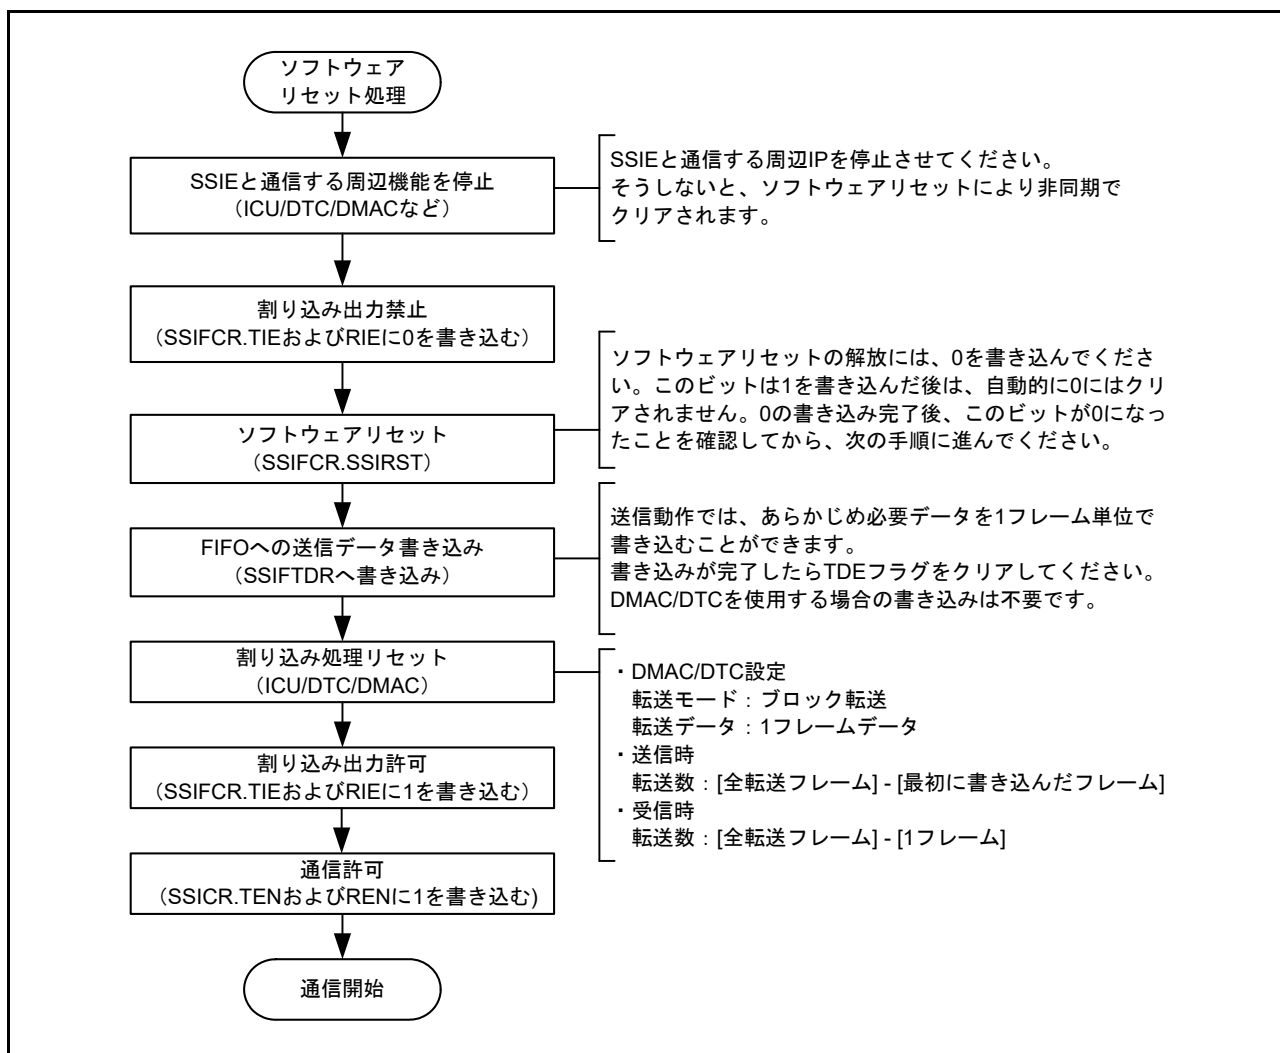 ソフトウェア
リセット処理
SSIEと通信する周辺機能を停止
（ICU/DTC/DMACなど）
SSIEと通信する周辺IPを停止させてください。
そうしないと、ソフトウェアリセットにより非同期で
クリアされます。
割り込み出力禁止
（SSIFCR.TIEおよびRIEに0を書き込む）
ソフトウェアリセット
（SSIFCR.SSIRST）
ソフトウェアリセットの解放には、0を書き込んでくださ
い。このビットは1を書き込んだ後は、自動的に0にはクリ
アされません。0の書き込み完了後、このビットが0になっ
たことを確認してから、次の手順に進んでください。
FIFOへの送信データ書き込み
（SSIFTDRへ書き込み）
送信動作では、あらかじめ必要データを1フレーム単位で
書き込むことができます。
書き込みが完了したらTDEフラグをクリアしてください。
DMAC/DTCを使用する場合の書き込みは不要です。
割り込み処理リセット
（ICU/DTC/DMAC）
・DMAC/DTC設定
転送モード：ブロック転送
転送データ：1フレームデータ
・送信時
転送数：[全転送フレーム] - [最初に書き込んだフレーム]
・受信時
転送数：[全転送フレーム] - [1フレーム]
割り込み出力許可
（SSIFCR.TIEおよびRIEに1を書き込む）
通信許可
（SSICR.TENおよびRENに1を書き込む)
通信開始